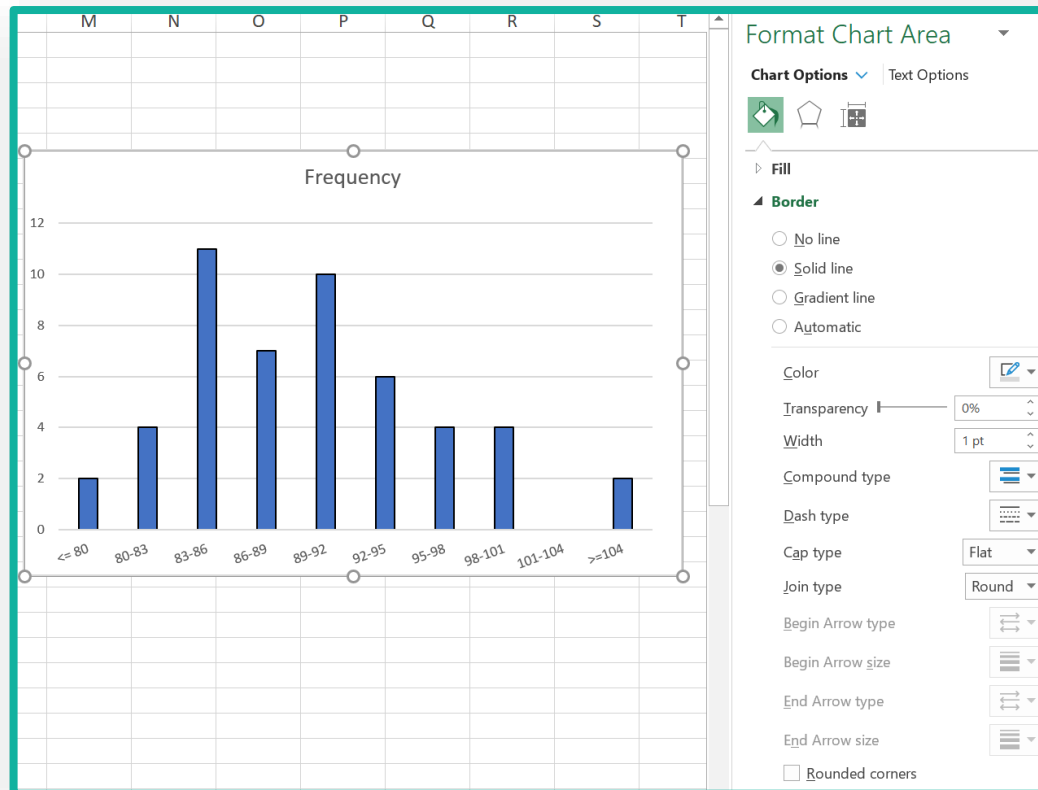 M N O P Q R S T
Frequency
12
10
8
6
4
2
0
<= 80 80-83 83-86 86-89 89-92 92-95 95-98 98-101 101-104 >=104
Format Chart Area
Chart Options Text Options
Fill
Border
No line
Solid line
Gradient line
Automatic
Color
Transparency 0%
Width 1 pt
Compound type
Dash type
Cap type Flat
Join type Round
Begin Arrow type
Begin Arrow size
End Arrow type
End Arrow size
Rounded corners